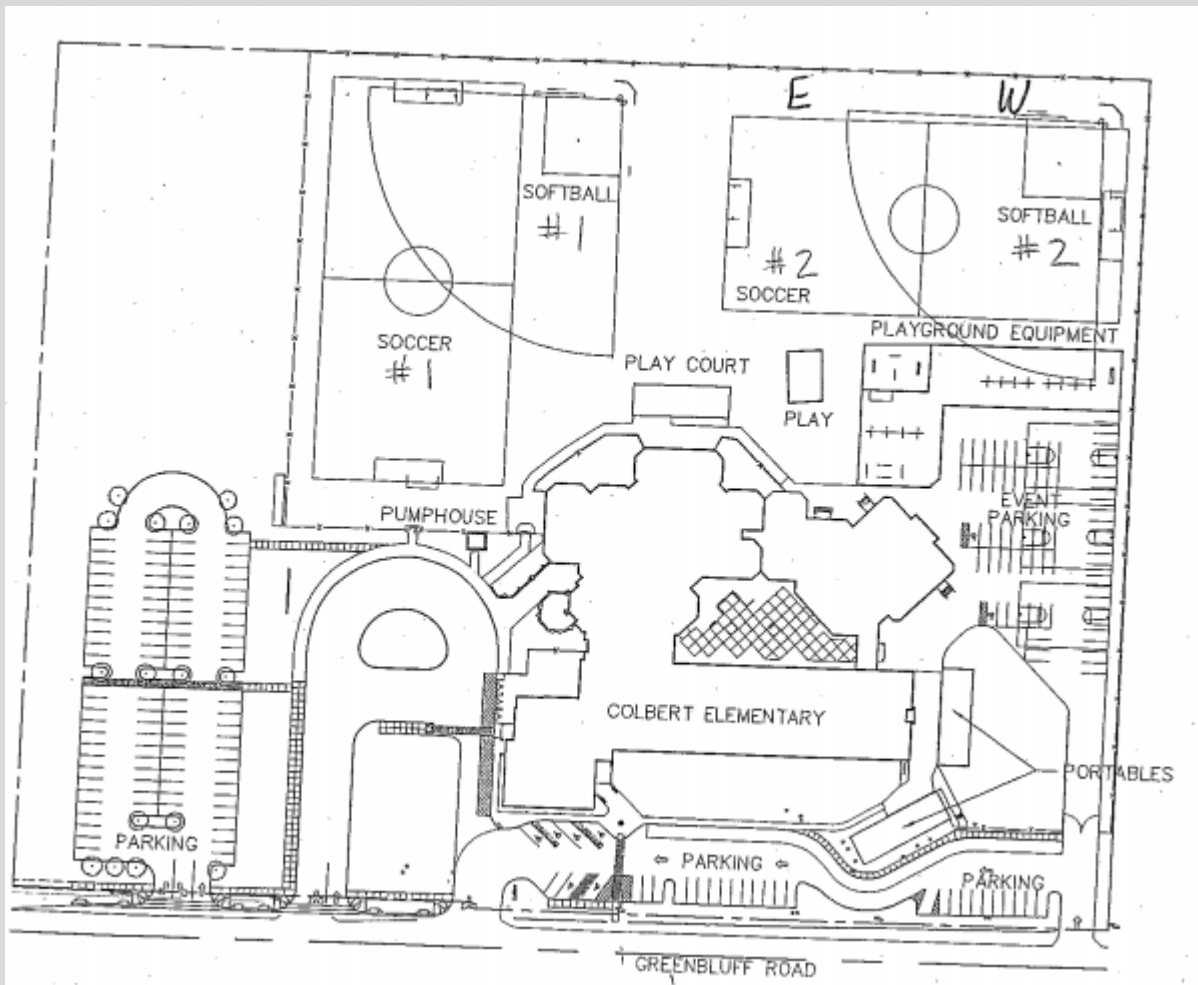 E
W
SOFTBALL
#1
SOFTBALL
#2
#2
SOCCER
SOCCER
#1
PLAYGROUND EQUIPMENT
PLAY COURT
PLAY
PUMPHOUSE
EVENT
PARKING
COLBERT ELEMENTARY
PORTABLES
PARKING
PARKING
PARKING
GREENBLUFF ROAD